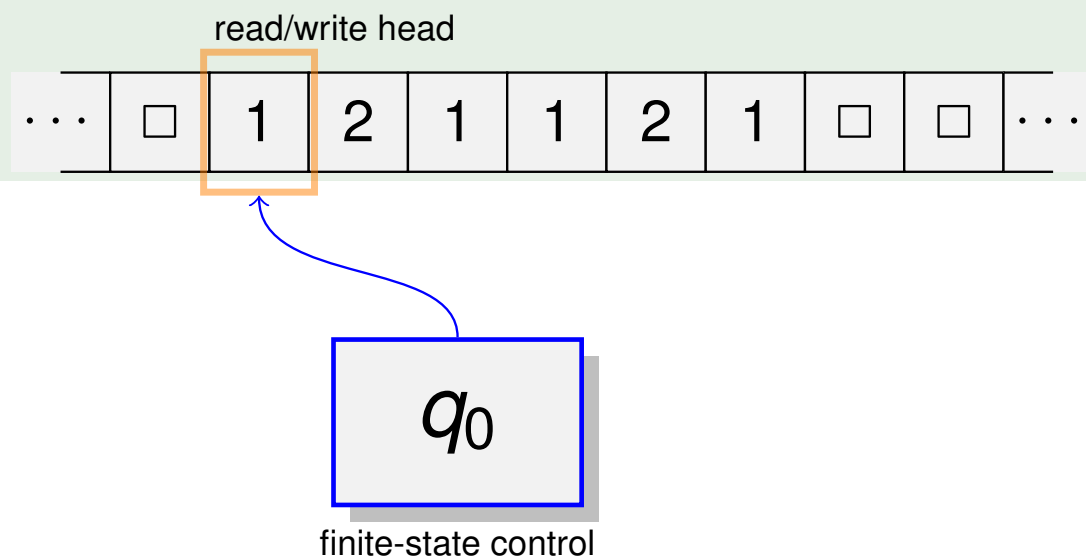 read/write head
··· □ 1 2 1 1 2 1 □ □ ···
q₀
finite-state control